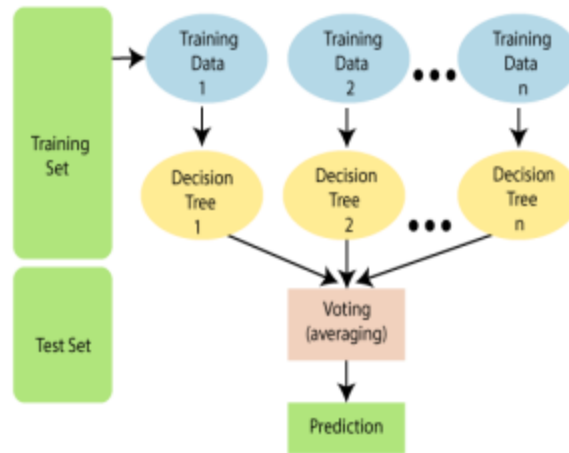 Training
Set
Test Set
Training
Data
1
Training
Data
2
Training
Data
n
Decision
Tree
1
Decision
Tree
2
Decision
Tree
n
Voting
(averaging)
Prediction